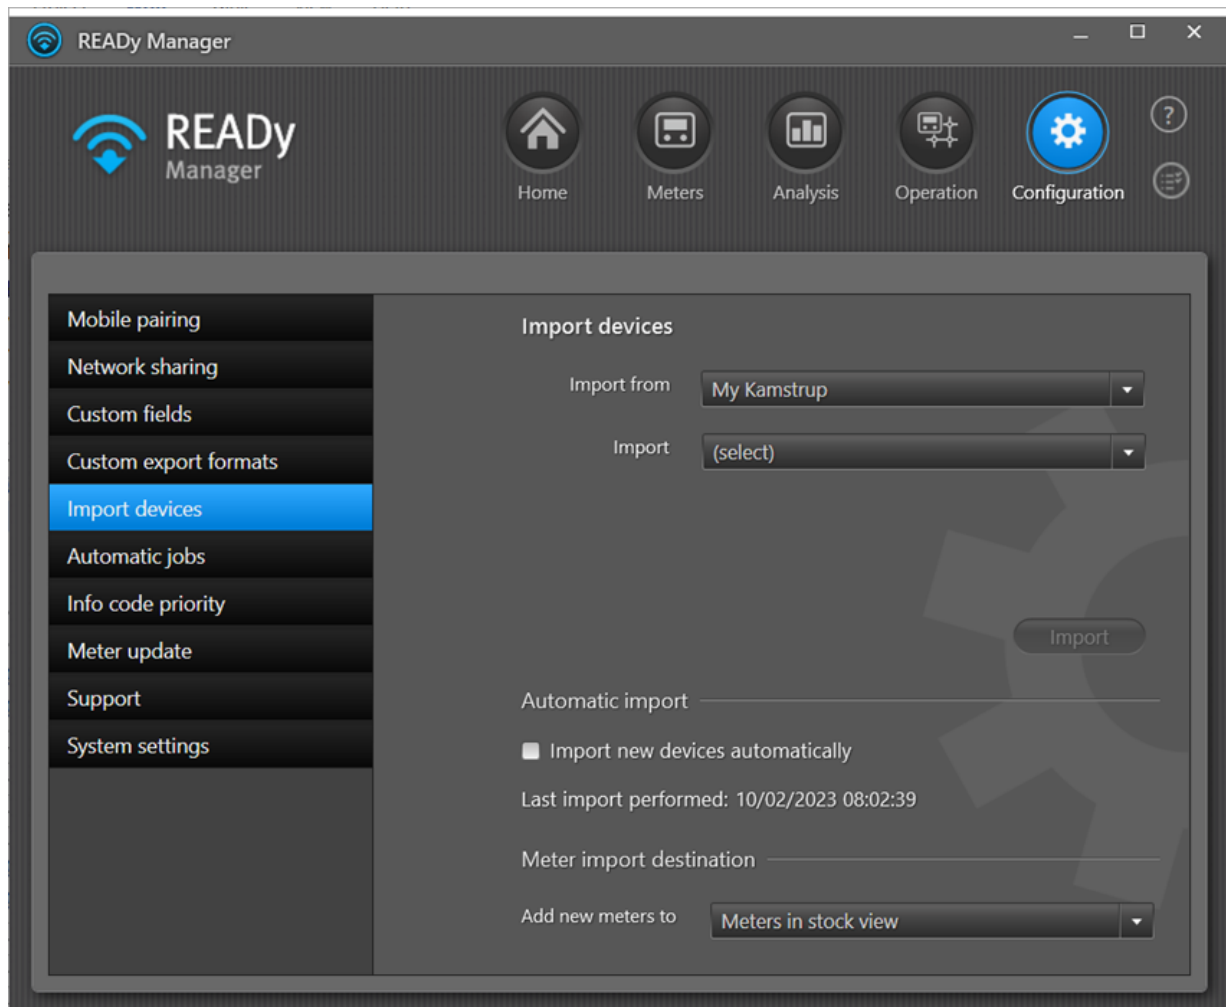 READy Manager
READy
Manager
Home
Meters
Analysis
Operation
Configuration
?
Mobile pairing
Network sharing
Custom fields
Custom export formats
Import devices
Automatic jobs
Info code priority
Meter update
Support
System settings
Import devices
Import from My Kamstrup
Import (select)
Import
Automatic import
Import new devices automatically
Last import performed: 10/02/2023 08:02:39
Meter import destination
Add new meters to Meters in stock view